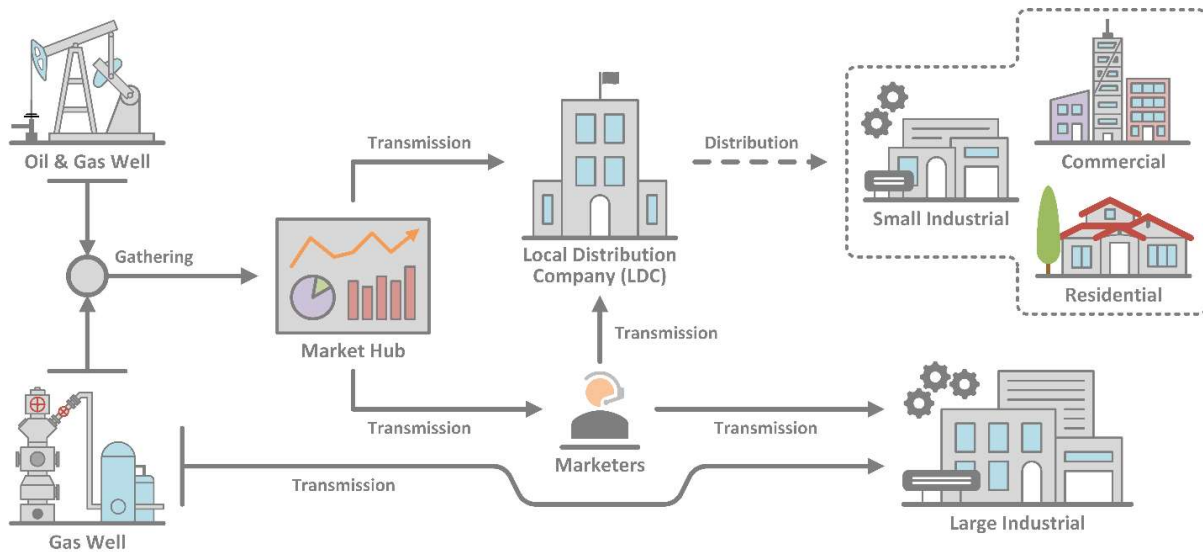 Oil & Gas Well
Gathering
Gas Well
Market Hub
Transmission
Transmission
Transmission
Local Distribution
Company (LDC)
Transmission
Marketers
Transmission
Distribution
Small Industrial
Commercial
Residential
Large Industrial